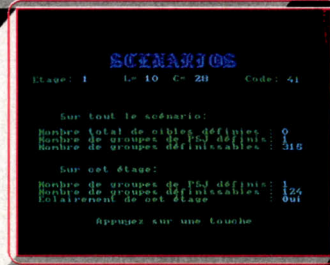 SCENARIOS
Etage: 1 L= 10 C= 28 Code: 41
Sur tout le scénario:
Nombre total de cibles définies : 0
Nombre de groupes de PSJ définis: 1
Nombre de groupes définissables : 316
Sur cet étage:
Nombre de groupes de PSJ définis: 1
Nombre de groupes définissables : 124
Eclairement de cet étage : Oui
Appuyez sur une touche